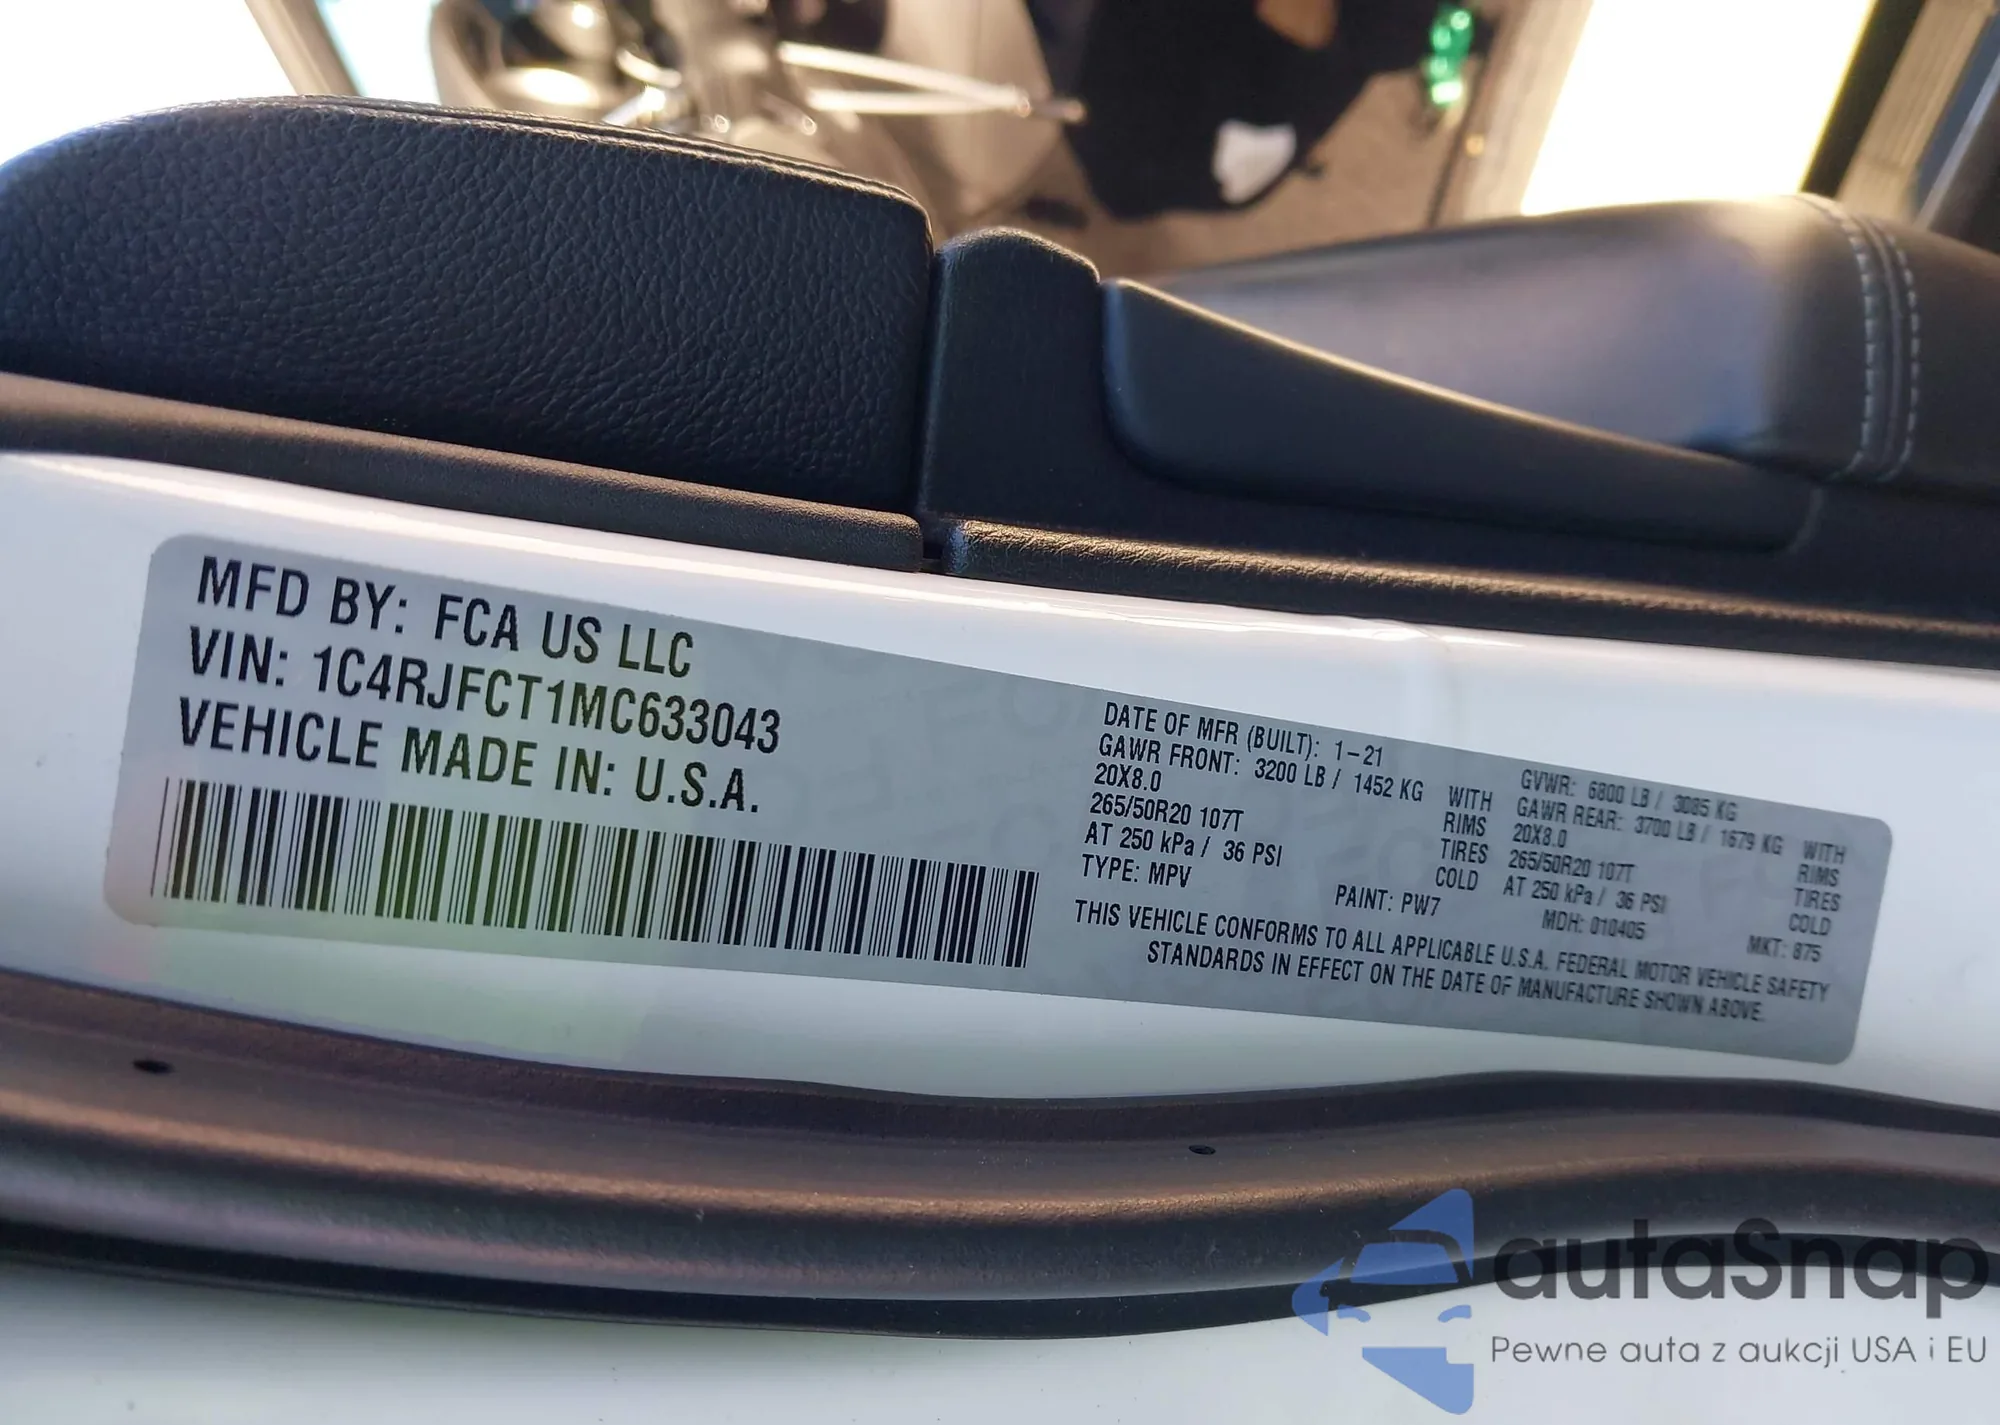 MFD BY: FCA US LLC
VIN: 1C4RJFCT1MC633043
VEHICLE MADE IN: U.S.A.
DATE OF MFR (BUILT): 1-21
GVWR: 6800 LB / 3085 KG
GAWR FRONT: 3200 LB / 1452 KG WITH
20X8.0 RIMS
265/50R20 107T TIRES
AT 250 kPa / 36 PSI COLD
GAWR REAR: 3700 LB / 1679 KG WITH
20X8.0 RIMS
265/50R20 107T TIRES
AT 250 kPa / 36 PSI COLD
TYPE: MPV PAINT: PW7 MDH: 010405 MKT: 875
THIS VEHICLE CONFORMS TO ALL APPLICABLE U.S.A. FEDERAL MOTOR VEHICLE SAFETY
STANDARDS IN EFFECT ON THE DATE OF MANUFACTURE SHOWN ABOVE.
autaSnap
Pewne auta z aukcji USA i EU